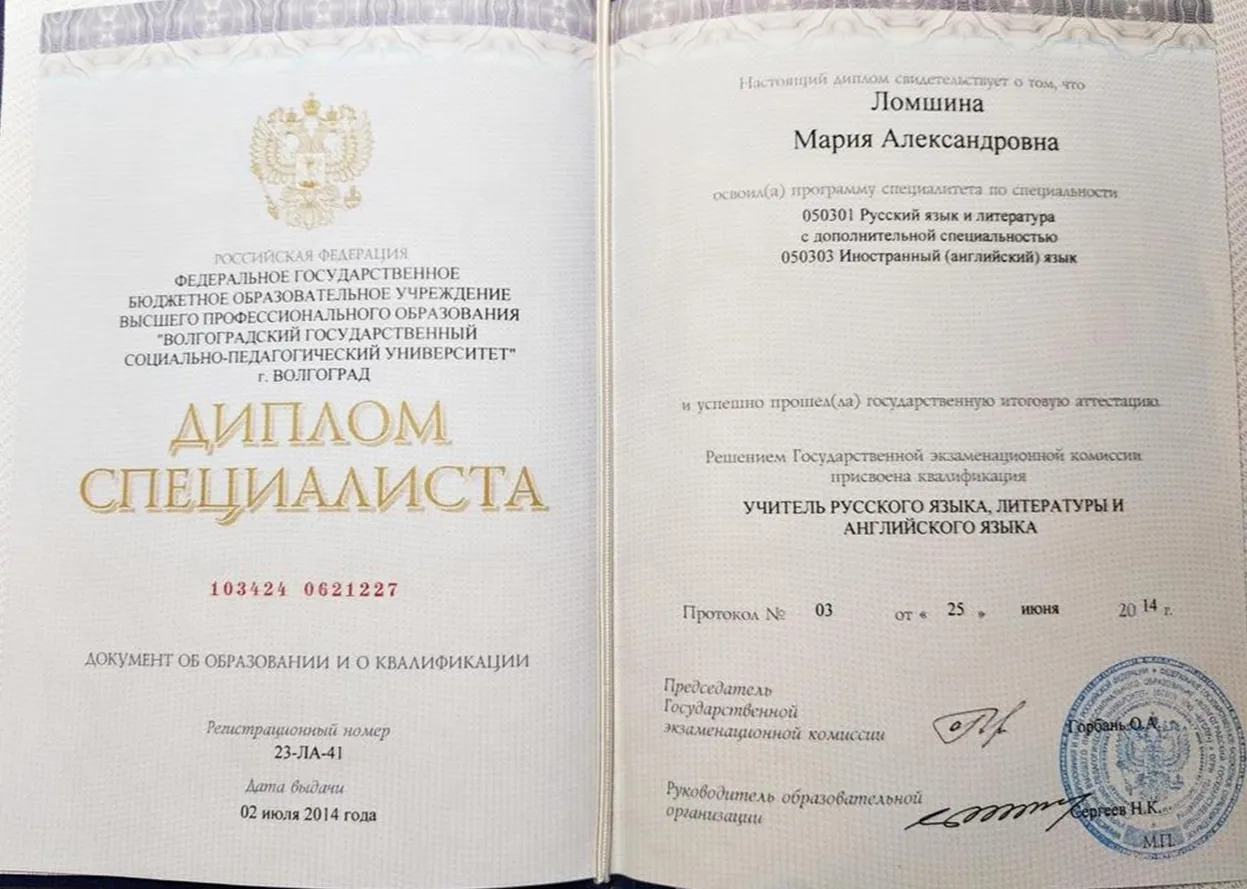 РОССИЙСКАЯ ФЕДЕРАЦИЯ
ФЕДЕРАЛЬНОЕ ГОСУДАРСТВЕННОЕ
БЮДЖЕТНОЕ ОБРАЗОВАТЕЛЬНОЕ УЧРЕЖДЕНИЕ
ВЫСШЕГО ПРОФЕССИОНАЛЬНОГО ОБРАЗОВАНИЯ
"ВОЛГОГРАДСКИЙ ГОСУДАРСТВЕННЫЙ
СОЦИАЛЬНО-ПЕДАГОГИЧЕСКИЙ УНИВЕРСИТЕТ"
г. ВОЛГОГРАД
ДИПЛОМ
СПЕЦИАЛИСТА
103424 0621227
ДОКУМЕНТ ОБ ОБРАЗОВАНИИ И О КВАЛИФИКАЦИИ
Регистрационный номер
23-ЛА-41
Дата выдачи
02 июля 2014 года
Настоящий диплом свидетельствует о том, что
Ломшина
Мария Александровна
освоил(а) программу специалитета по специальности
050301 Русский язык и литература
с дополнительной специальностью
050303 Иностранный (английский) язык
и успешно прошел(ла) государственную итоговую аттестацию
Решением Государственной экзаменационной комиссии
присвоена квалификация
УЧИТЕЛЬ РУССКОГО ЯЗЫКА, ЛИТЕРАТУРЫ И
АНГЛИЙСКОГО ЯЗЫКА
Протокол № 03 от « 25 » июня 20 14 г.
Председатель
Государственной
экзаменационной комиссии
Горбань О.А.
Руководитель образовательной
организации
Сергеев Н.К.
М.П.